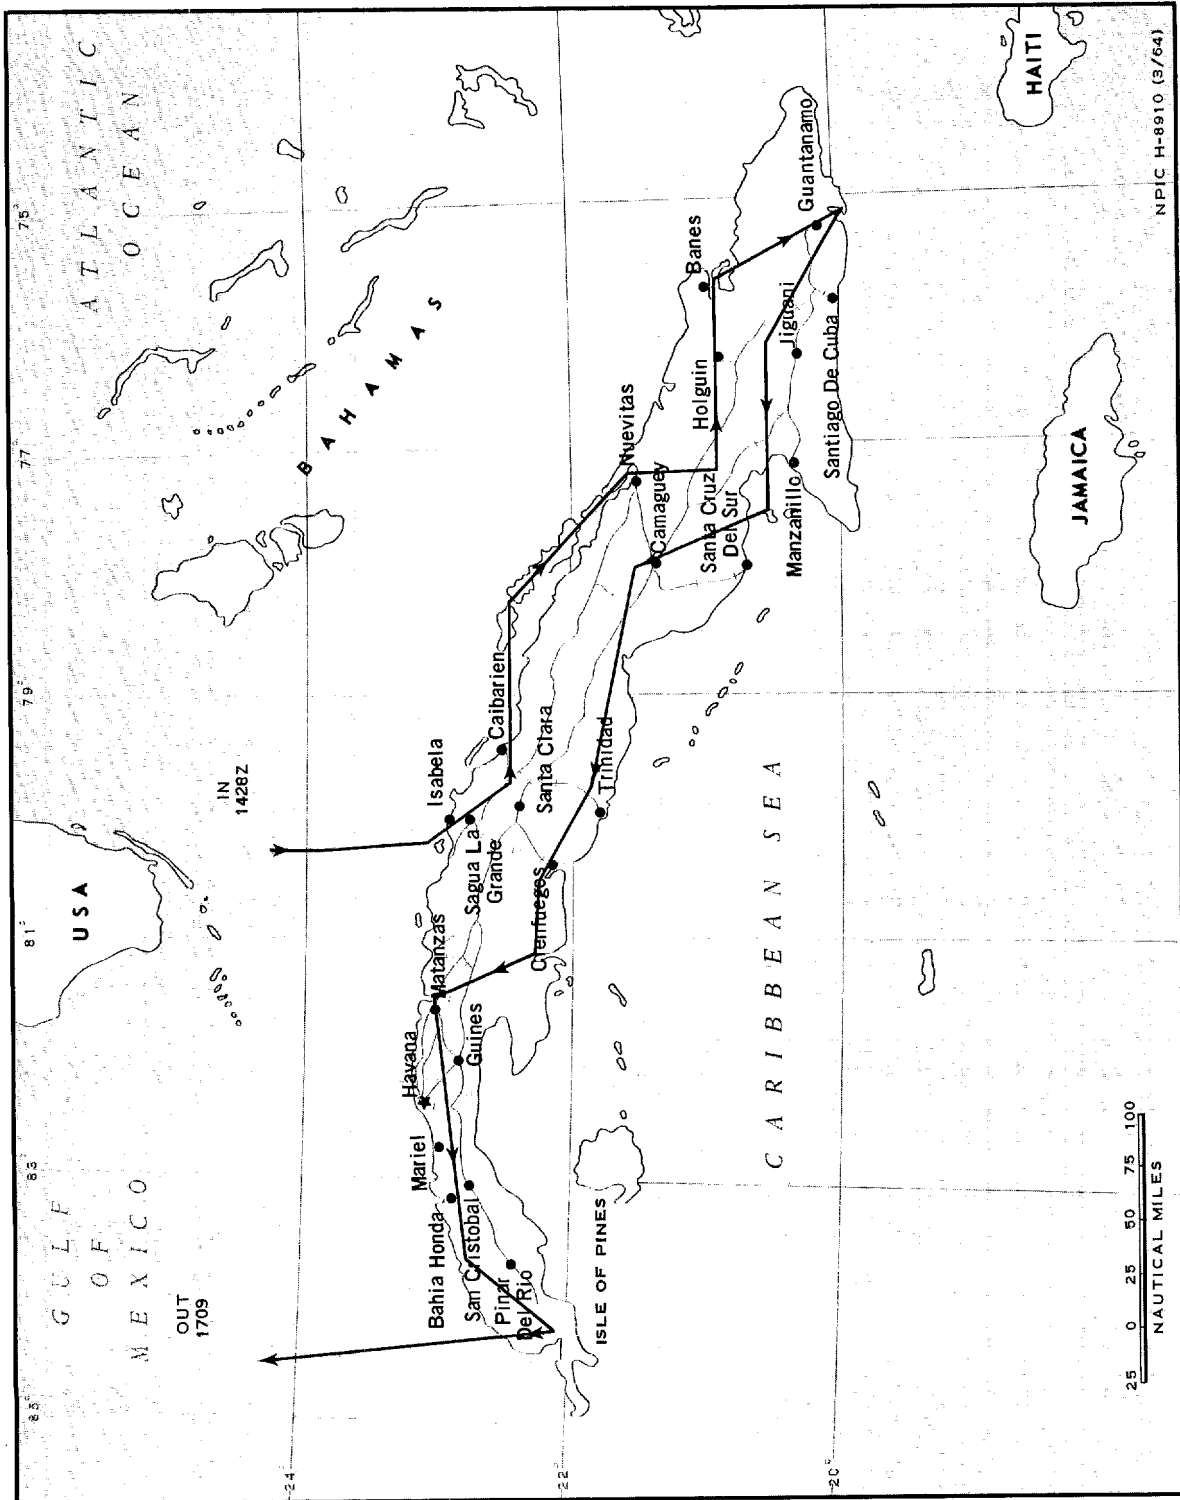 ATLANTIC
OCEAN
GULF
OF
MEXICO
USA
BAHAMAS
IN
1428Z
OUT
1709
85°
83°
81°
79°
77°
75°
24
22
20°
Havana
Matanzas
Mariel
Bahia Honda
San Cristobal
Pinar
Del Rio
Guines
Isabela
Sagua La
Grande
Caibarien
Santa Clara
Cienfuegos
Trinidad
Nuevitas
Camaguey
Santa Cruz
Del Sur
Holguin
Banes
Manzanillo
Jiguani
Santiago De Cuba
Guantanamo
ISLE OF PINES
CARIBBEAN SEA
JAMAICA
HAITI
25 0 25 50 75 100
NAUTICAL MILES
NPIC H-8910 (3/64)